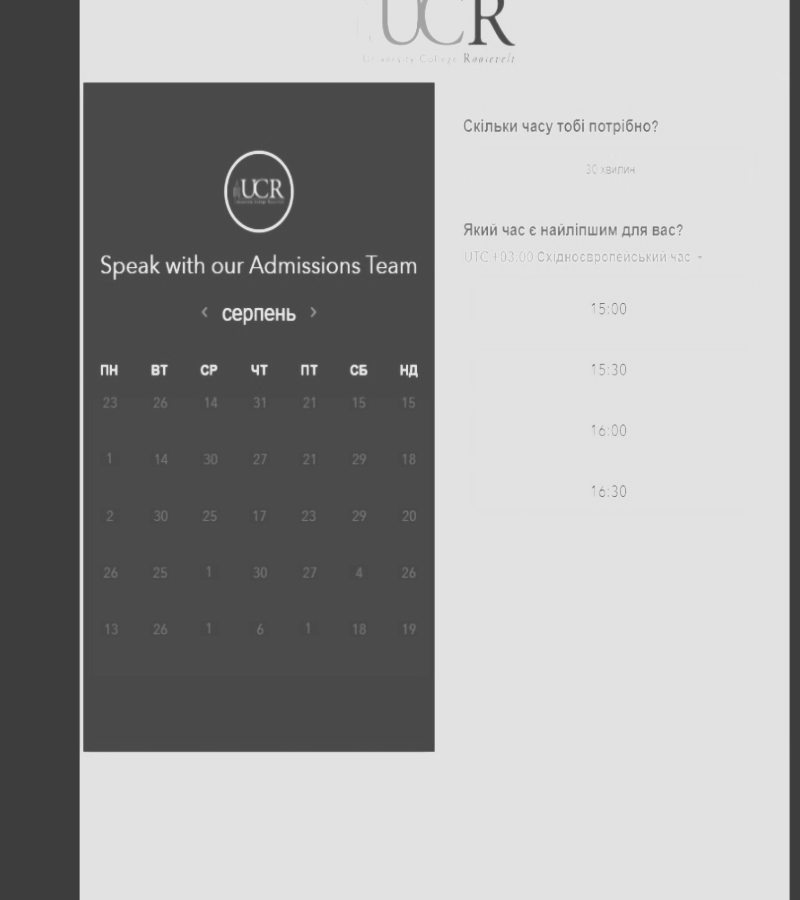 UCR
University College Roosevelt
UCR
Speak with our Admissions Team
‹ серпень ›
ПН ВТ СР ЧТ ПТ СБ НД
23 26 14 31 21 15 15
1 14 30 27 21 29 18
2 30 25 17 23 29 20
26 25 1 30 27 4 26
13 26 1 6 1 18 19
Скільки часу тобі потрібно?
30 хвилин
Який час є найліпшим для вас?
UTC +03:00 Східноєвропейський час
15:00
15:30
16:00
16:30